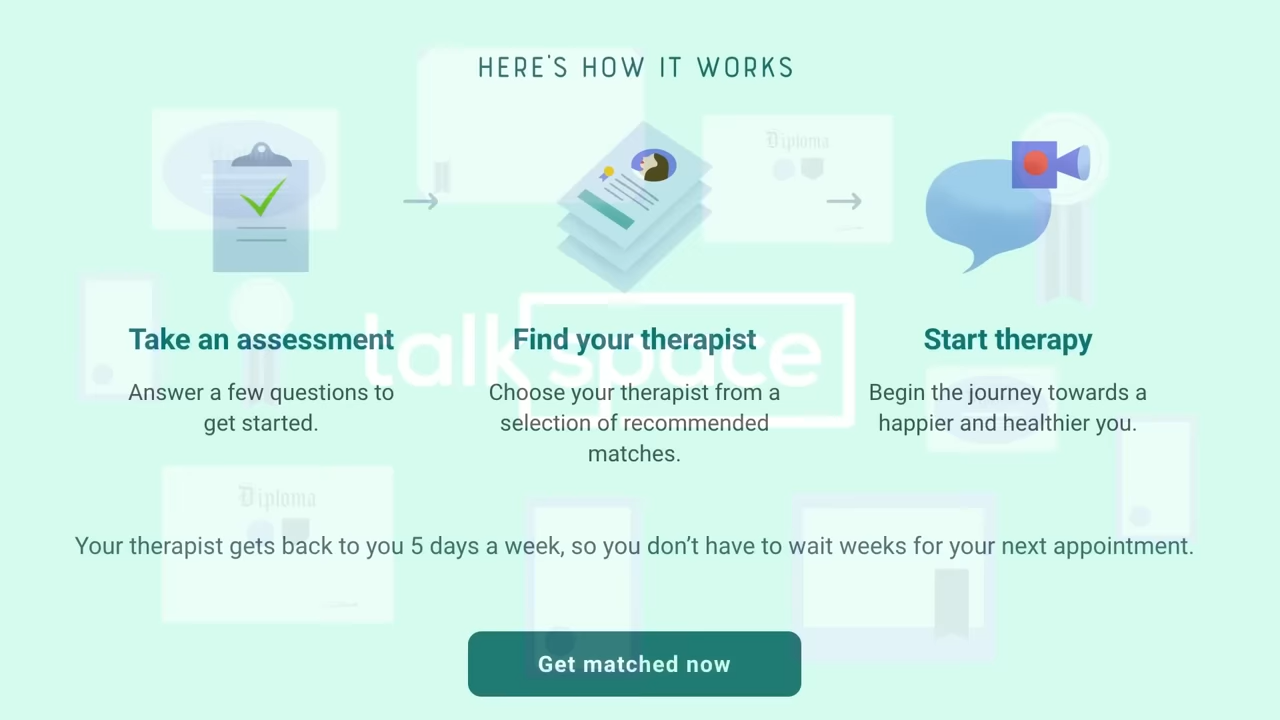 HERE'S HOW IT WORKS
Diploma
Take an assessment
Find your therapist
Start therapy
talkspace
Answer a few questions to
get started.
Choose your therapist from a
selection of recommended
matches.
Begin the journey towards a
happier and healthier you.
Diploma
Your therapist gets back to you 5 days a week, so you don’t have to wait weeks for your next appointment.
Get matched now